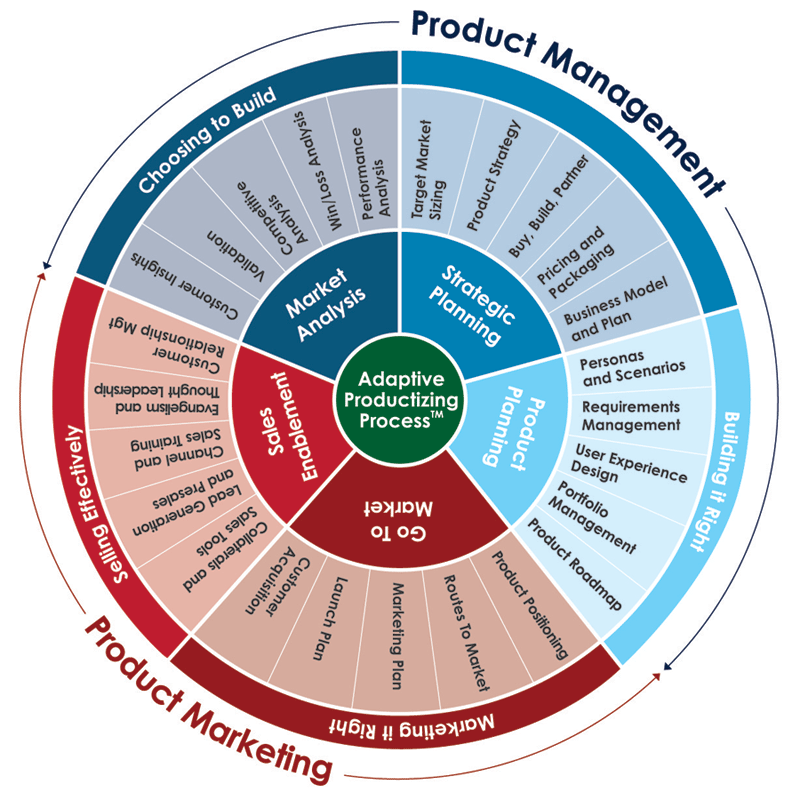 Product Management
Choosing to Build
Customer Insights
Validation
Competitive
Analysis
Win/Loss Analysis
Performance
Analysis
Target Market
Sizing
Product Strategy
Buy, Build, Partner
Pricing and
Packaging
Business Model
and Plan
Market
Analysis
Strategic
Planning
Adaptive
Productizing
Process™
Product
Planning
Go To
Market
Sales
Enablement
Personas
and Scenarios
Requirements
Management
User Experience
Design
Portfolio
Management
Product Roadmap
Building it Right
Product Positioning
Routes To Market
Marketing Plan
Launch Plan
Customer
Acquisition
Marketing it Right
Collaterals and
Sales Tools
Lead Generation
and Presales
Channel and
Sales Training
Evangelism and
Thought Leadership
Customer
Relationship Mgt
Selling Effectively
Product Marketing